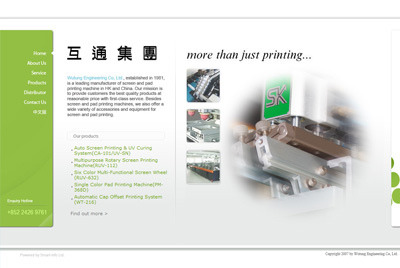 Home
About Us
Service
Products
Distributor
Contact Us
中文版
Enquiry Hotline
+852 2426 9761
互通集團
Wutung Engineering Co. Ltd., established in 1981,
is a leading manufacturer of screen and pad
printing machine in HK and China. Our mission is
to provide customers the best quality products at
reasonable price with first-class service. Besides
screen and pad printing machines, we also offer a
wide variety of accessories and equipment for
screen and pad printing.
Our products
Auto Screen Printing & UV Curing
System(CA-101/UV-5N)
Multipurpose Rotary Screen Printing
Machine(RUV-112)
Six Color Multi-Functional Screen Wheel
(RUV-632)
Single Color Pad Printing Machine(PM-
368D)
Automatic Cap Offset Printing System
(WT-216)
Find out more >
more than just printing...
SK
Copyright 2007 by Wutung Engineering Co. Ltd.